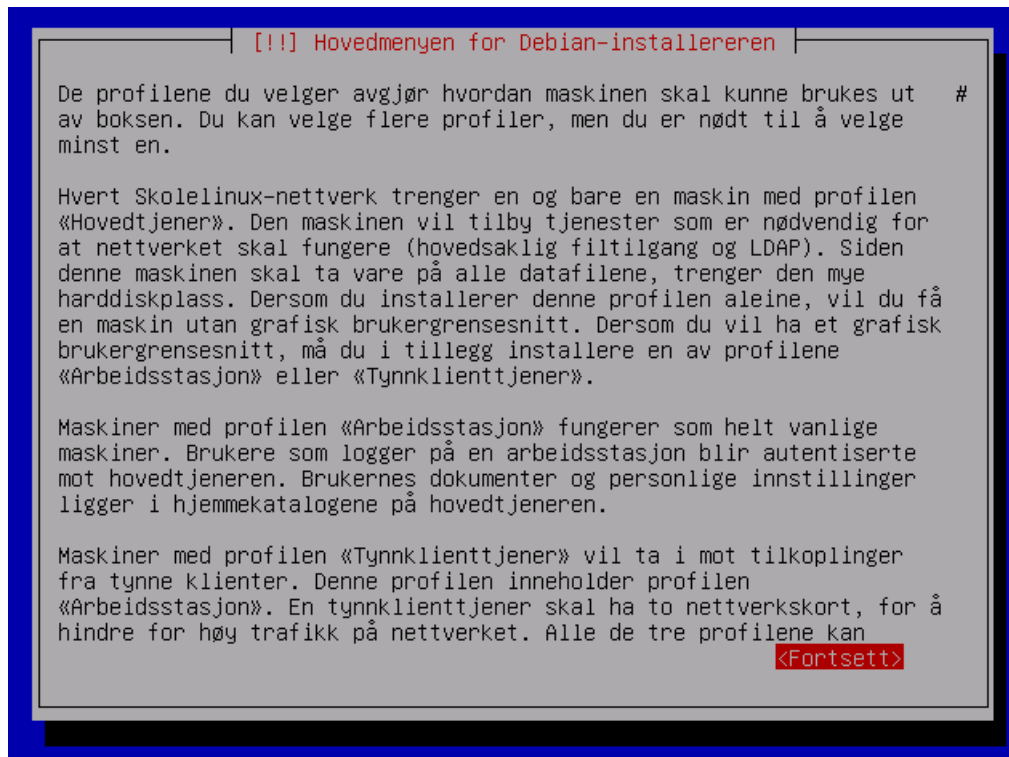 [!!] Hovedmenyen for Debian-installereren
De profilene du velger avgjør hvordan maskinen skal kunne brukes ut #
av boksen. Du kan velge flere profiler, men du er nødt til å velge
minst en.
Hvert Skolelinux-nettverk trenger en og bare en maskin med profilen
«Hovedtjener». Den maskinen vil tilby tjenester som er nødvendig for
at nettverket skal fungere (hovedsaklig filtilgang og LDAP). Siden
denne maskinen skal ta vare på alle datafilene, trenger den mye
harddiskplass. Dersom du installerer denne profilen aleine, vil du få
en maskin utan grafisk brukergrensesnitt. Dersom du vil ha et grafisk
brukergrensesnitt, må du i tillegg installere en av profilene
«Arbeidsstasjon» eller «Tynnklienttjener».
Maskiner med profilen «Arbeidsstasjon» fungerer som helt vanlige
maskiner. Brukere som logger på en arbeidsstasjon blir autentiserte
mot hovedtjeneren. Brukernes dokumenter og personlige innstillinger
ligger i hjemmekatalogene på hovedtjeneren.
Maskiner med profilen «Tynnklienttjener» vil ta i mot tilkoplinger
fra tynne klienter. Denne profilen inneholder profilen
«Arbeidsstasjon». En tynnklienttjener skal ha to nettverkskort, for å
hindre for høy trafikk på nettverket. Alle de tre profilene kan
<Fortsett>